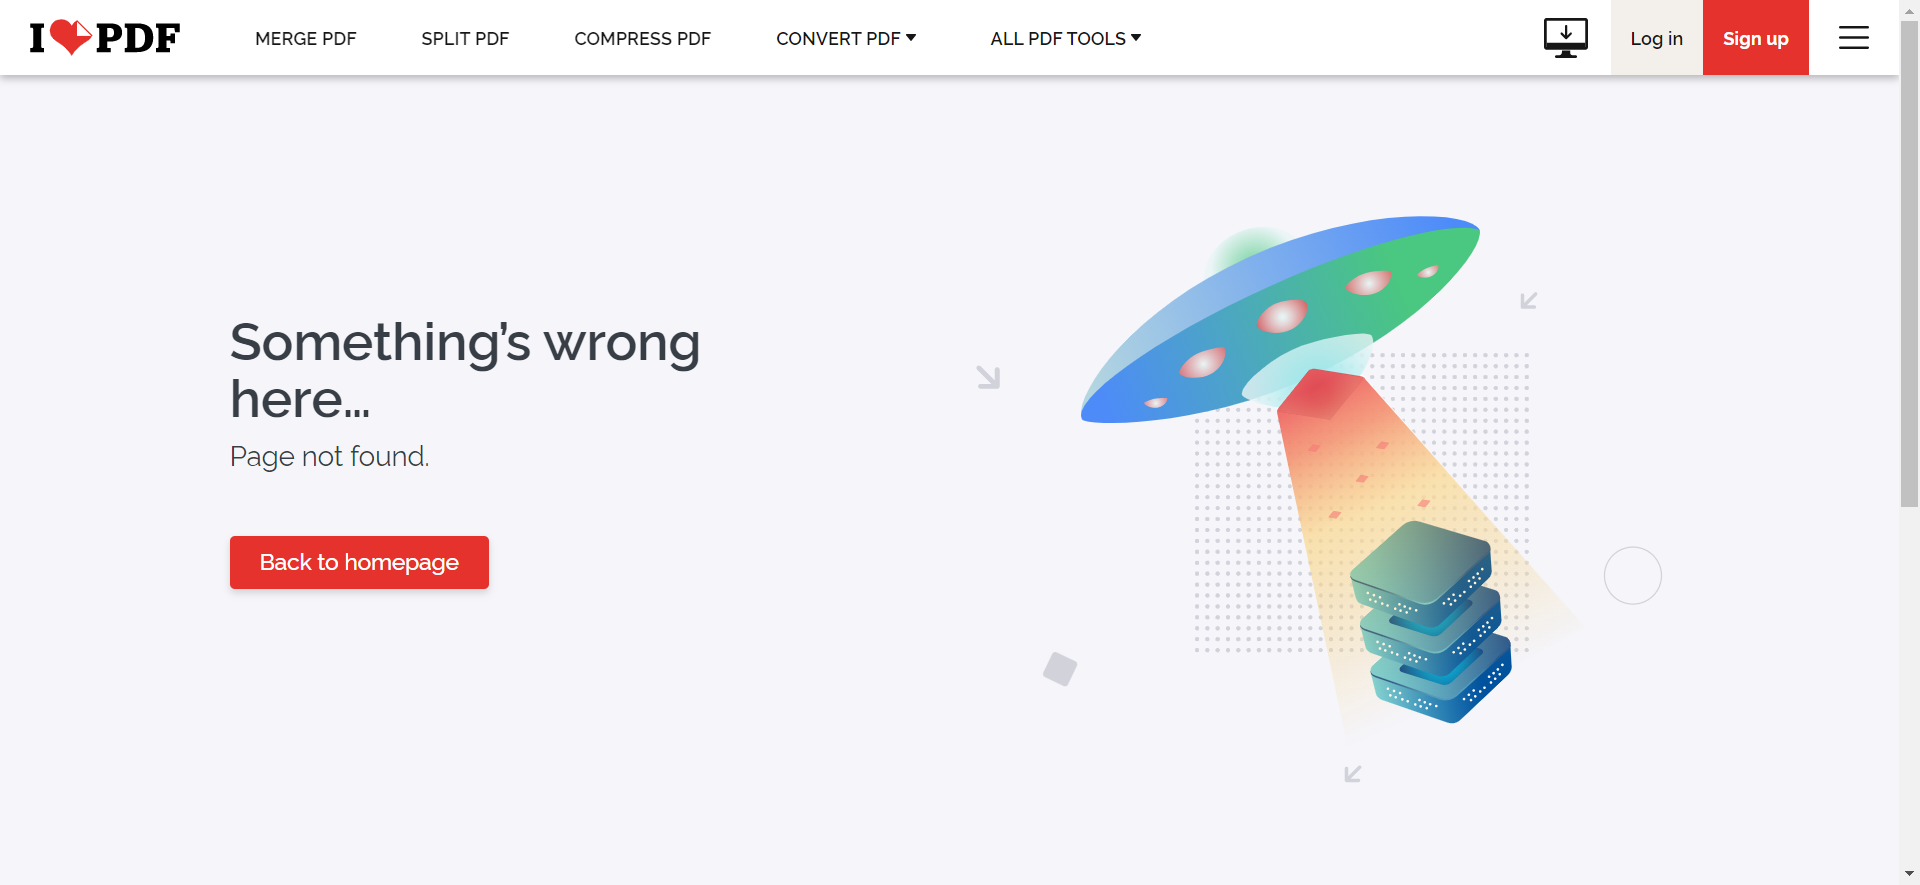 I PDF
MERGE PDF
SPLIT PDF
COMPRESS PDF
CONVERT PDF
ALL PDF TOOLS
Log in
Sign up
Something’s wrong
here...
Page not found.
Back to homepage